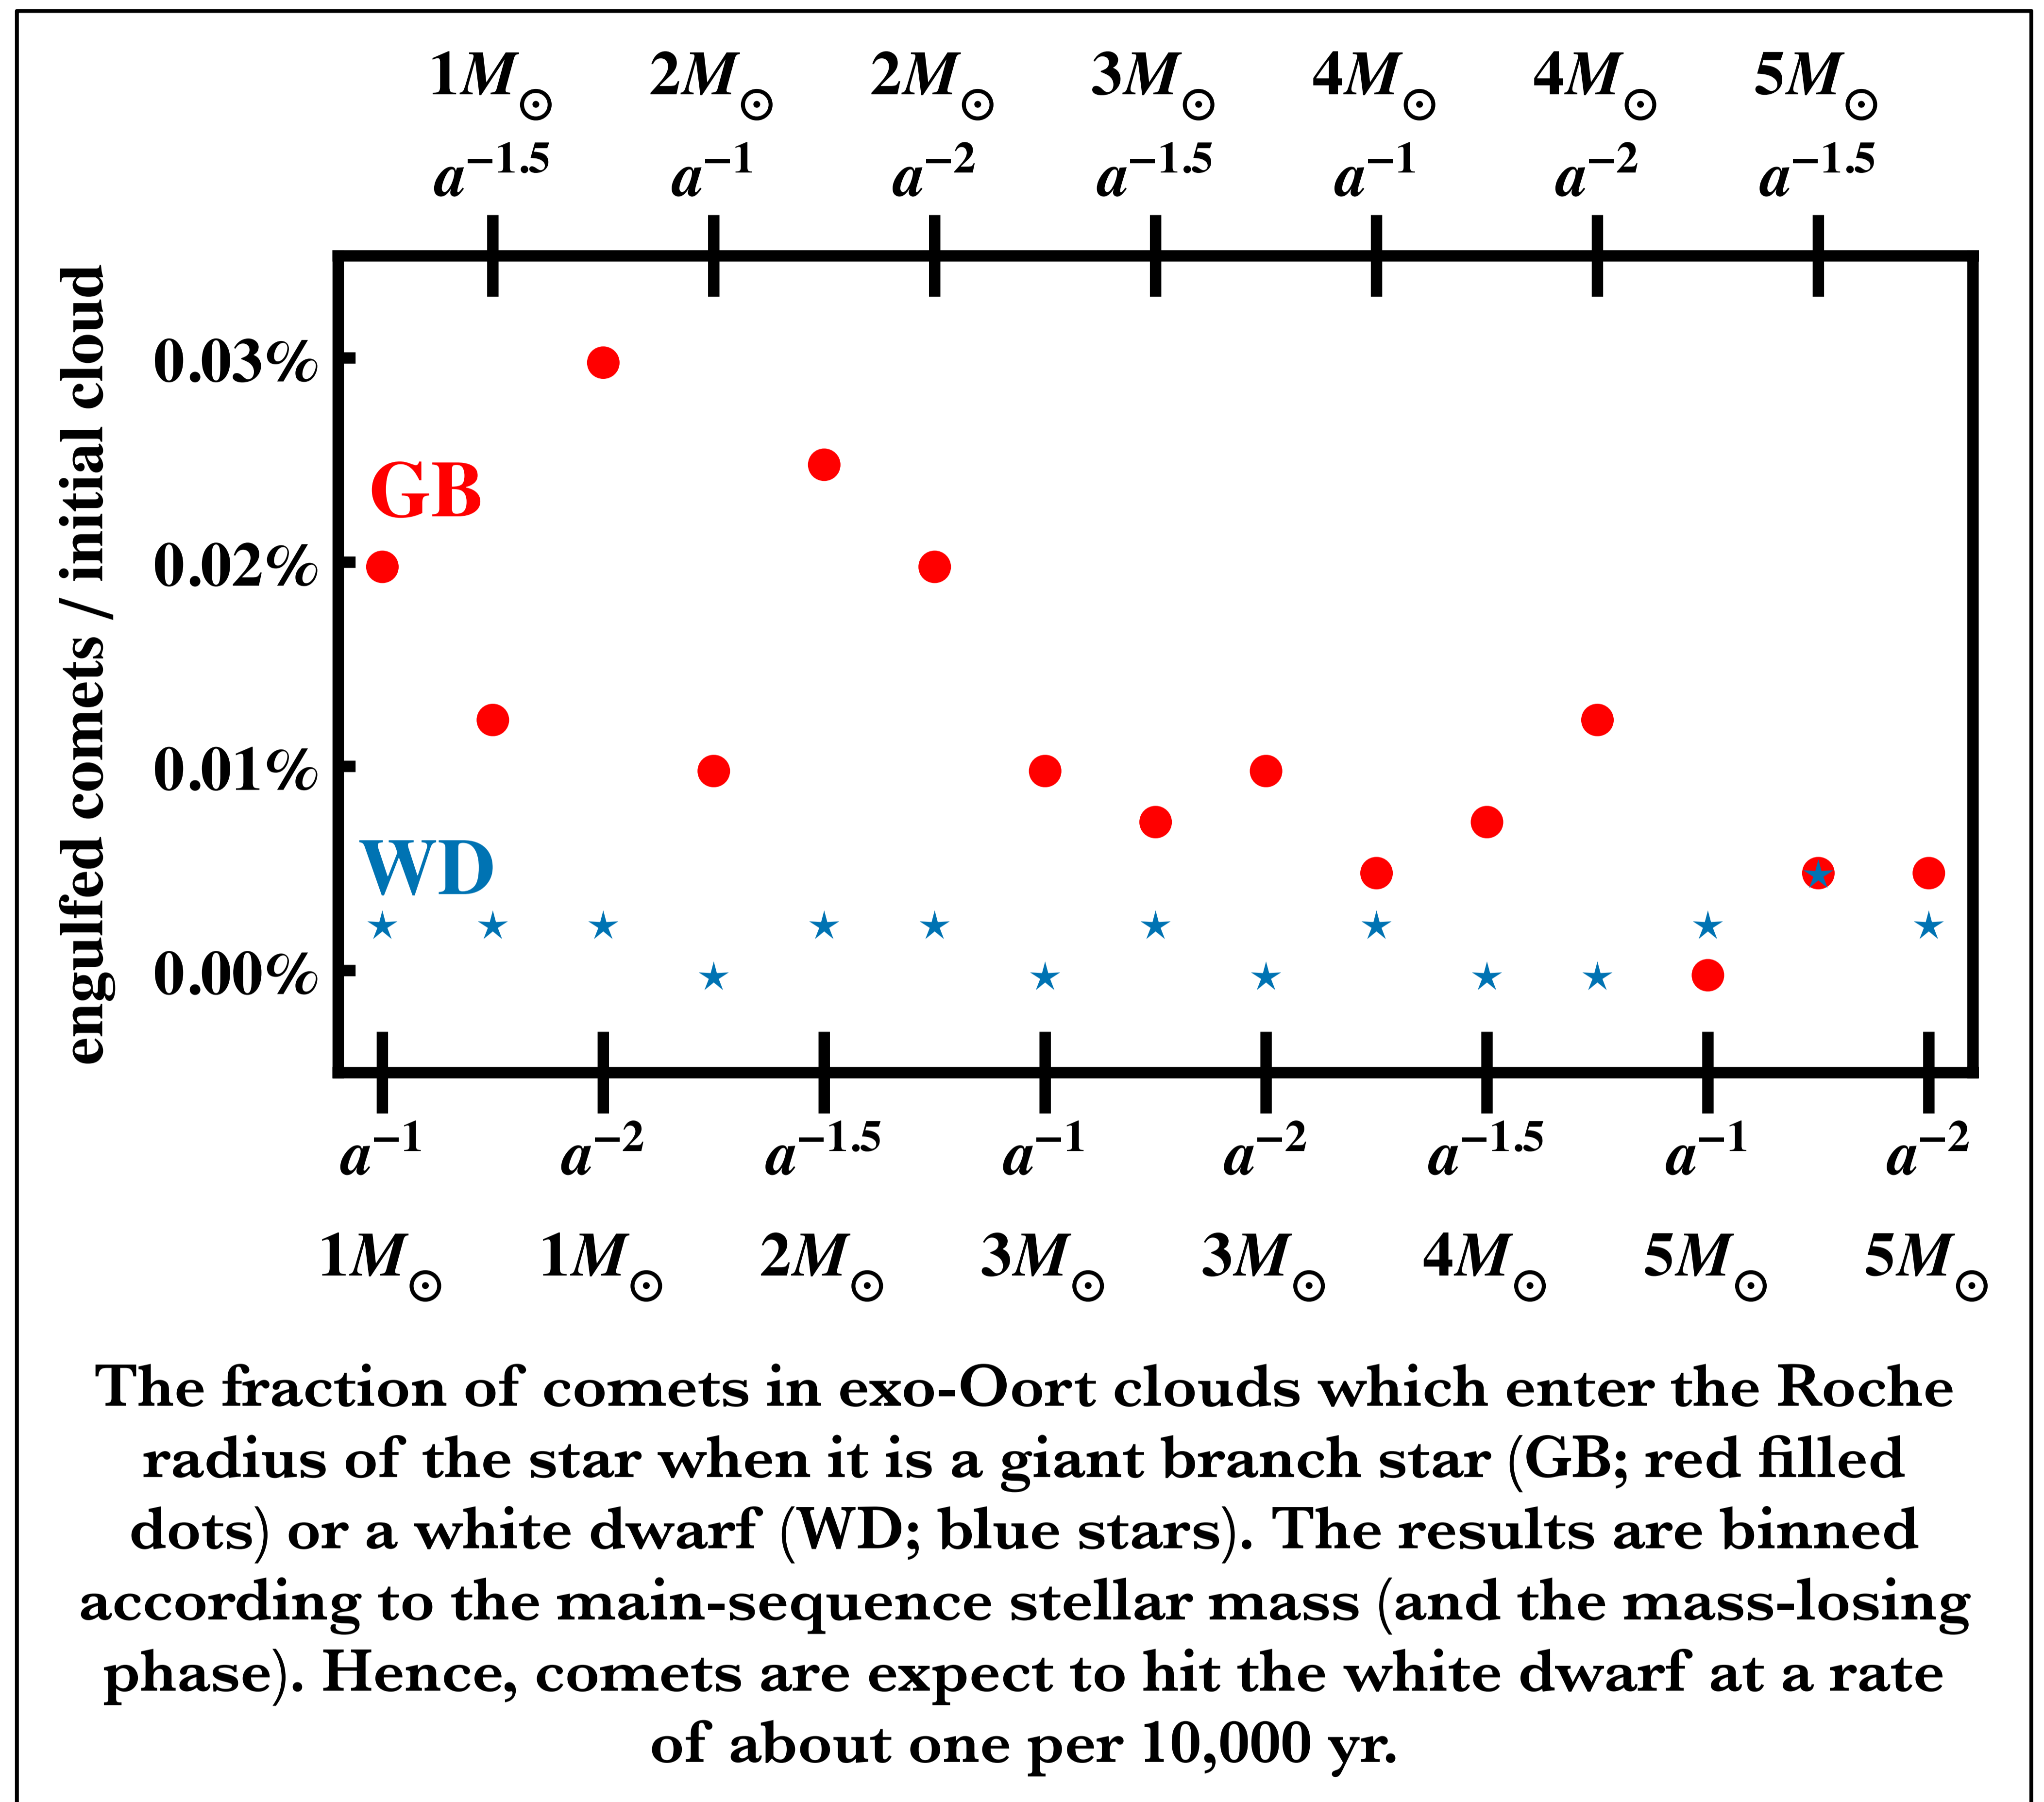 1M⊙ 2M⊙ 2M⊙ 3M⊙ 4M⊙ 4M⊙ 5M⊙
a⁻¹·⁵ a⁻¹ a⁻² a⁻¹·⁵ a⁻¹ a⁻² a⁻¹·⁵
engulfed comets / initial cloud
0.03%
GB
0.02%
0.01%
WD
0.00%
a⁻¹ a⁻² a⁻¹·⁵ a⁻¹ a⁻² a⁻¹·⁵ a⁻¹ a⁻²
1M⊙ 1M⊙ 2M⊙ 3M⊙ 3M⊙ 4M⊙ 5M⊙ 5M⊙
The fraction of comets in exo-Oort clouds which enter the Roche
radius of the star when it is a giant branch star (GB; red filled
dots) or a white dwarf (WD; blue stars). The results are binned
according to the main-sequence stellar mass (and the mass-losing
phase). Hence, comets are expect to hit the white dwarf at a rate
of about one per 10,000 yr.